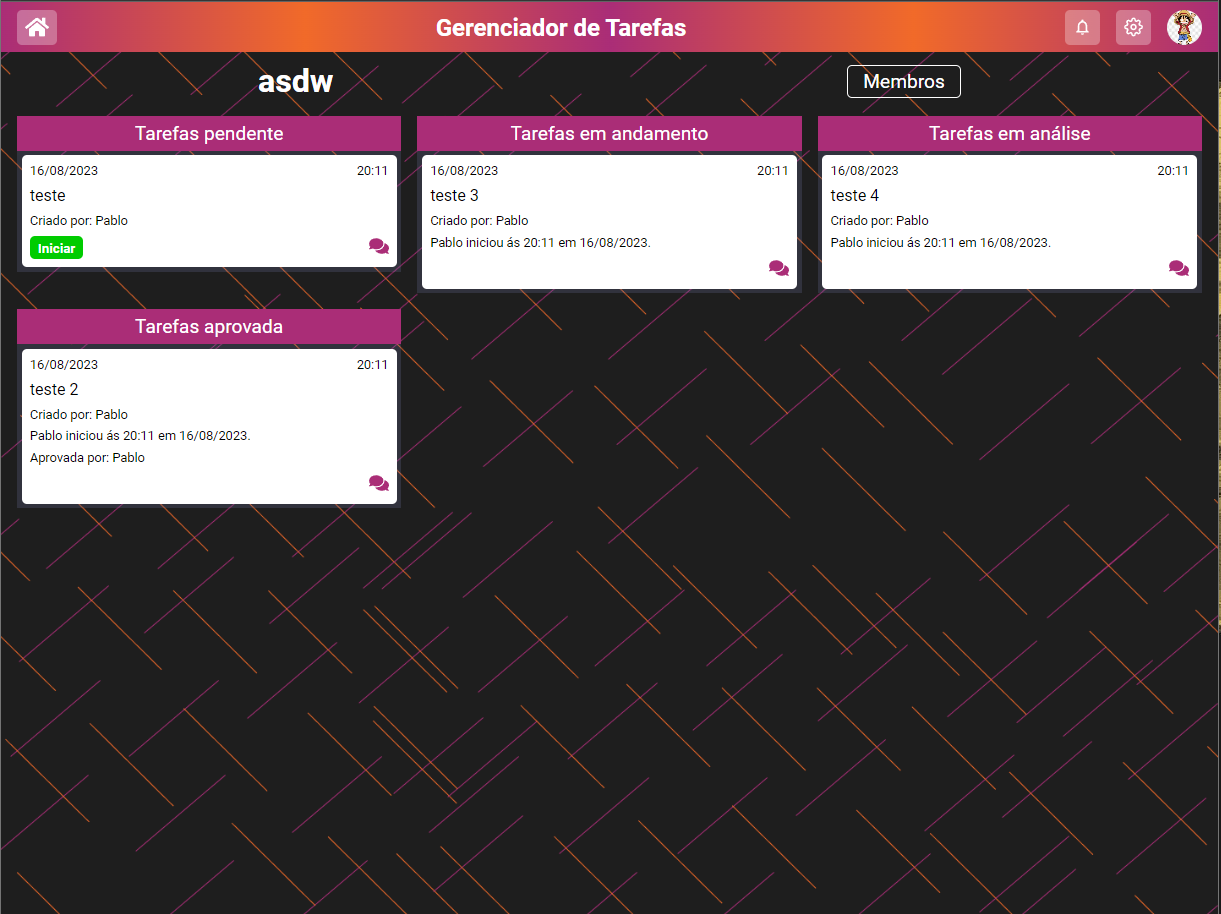 Gerenciador de Tarefas
asdw
Membros
Tarefas pendente
16/08/2023 20:11
teste
Criado por: Pablo
Iniciar
Tarefas em andamento
16/08/2023 20:11
teste 3
Criado por: Pablo
Pablo iniciou ás 20:11 em 16/08/2023.
Tarefas em análise
16/08/2023 20:11
teste 4
Criado por: Pablo
Pablo iniciou ás 20:11 em 16/08/2023.
Tarefas aprovada
16/08/2023 20:11
teste 2
Criado por: Pablo
Pablo iniciou ás 20:11 em 16/08/2023.
Aprovada por: Pablo